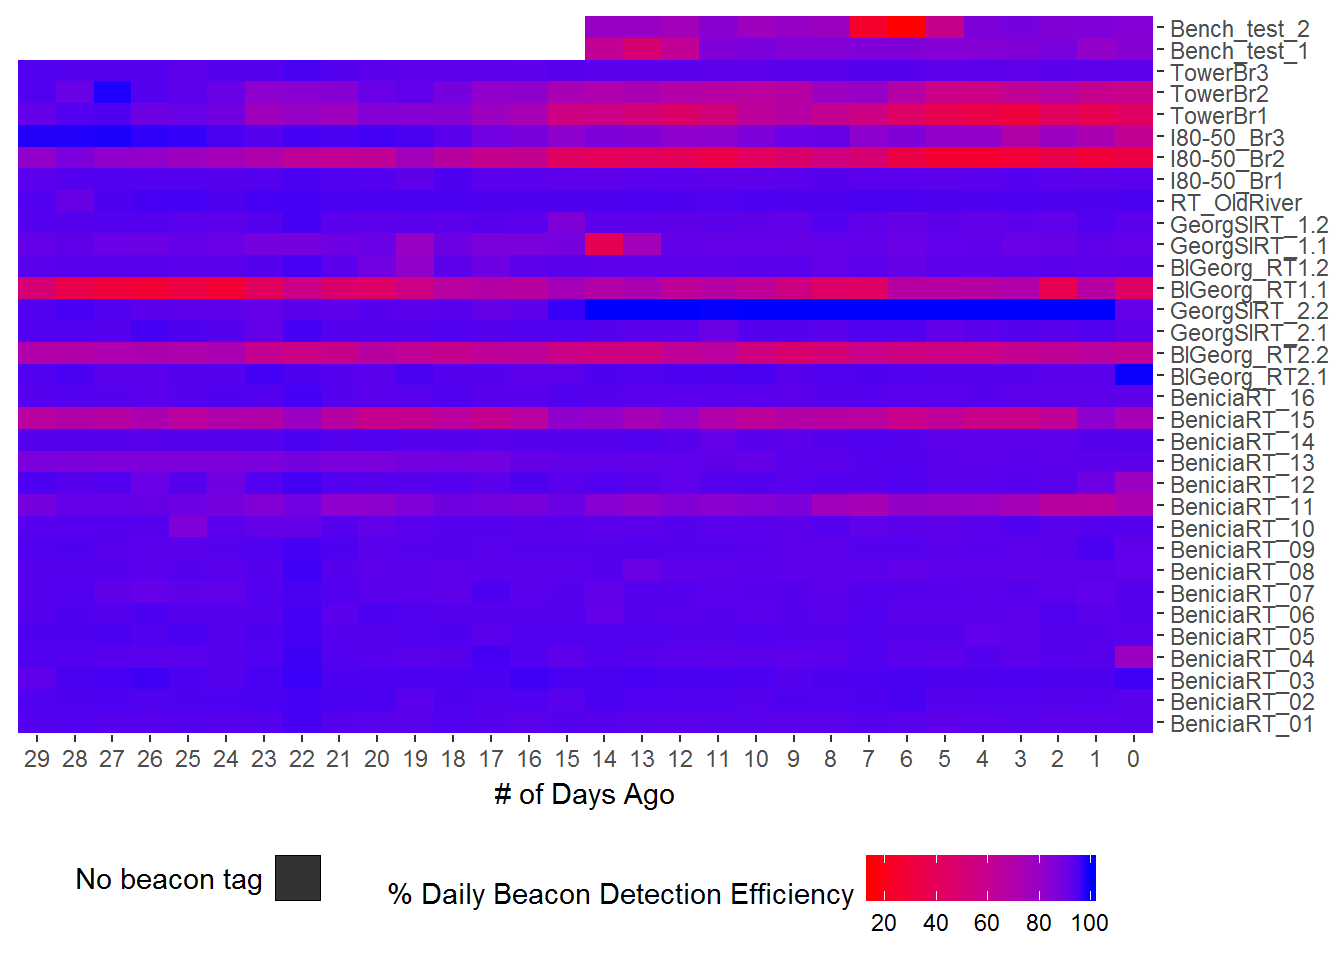 Bench_test_2
Bench_test_1
TowerBr3
TowerBr2
TowerBr1
I80-50_Br3
I80-50_Br2
I80-50_Br1
RT_OldRiver
GeorgSlRT_1.2
GeorgSlRT_1.1
BlGeorg_RT1.2
BlGeorg_RT1.1
GeorgSlRT_2.2
GeorgSlRT_2.1
BlGeorg_RT2.2
BlGeorg_RT2.1
BeniciaRT_16
BeniciaRT_15
BeniciaRT_14
BeniciaRT_13
BeniciaRT_12
BeniciaRT_11
BeniciaRT_10
BeniciaRT_09
BeniciaRT_08
BeniciaRT_07
BeniciaRT_06
BeniciaRT_05
BeniciaRT_04
BeniciaRT_03
BeniciaRT_02
BeniciaRT_01
29 28 27 26 25 24 23 22 21 20 19 18 17 16 15 14 13 12 11 10 9 8 7 6 5 4 3 2 1 0
# of Days Ago
No beacon tag
% Daily Beacon Detection Efficiency
20 40 60 80 100